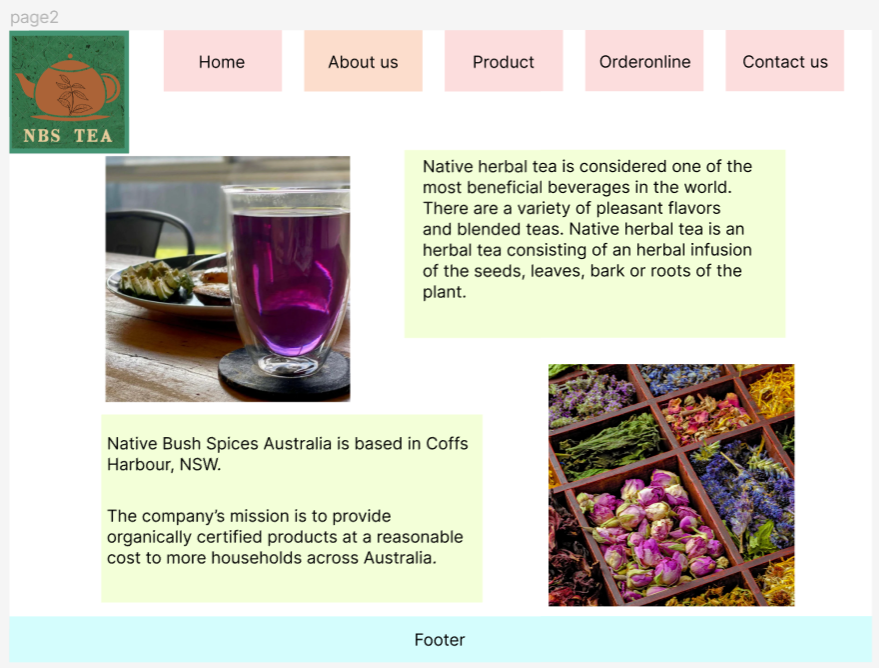 page2
NBS TEA
Home
About us
Product
Orderonline
Contact us
Native herbal tea is considered one of the
most beneficial beverages in the world.
There are a variety of pleasant flavors
and blended teas. Native herbal tea is an
herbal tea consisting of an herbal infusion
of the seeds, leaves, bark or roots of the
plant.
Native Bush Spices Australia is based in Coffs
Harbour, NSW.
The company’s mission is to provide
organically certified products at a reasonable
cost to more households across Australia.
Footer